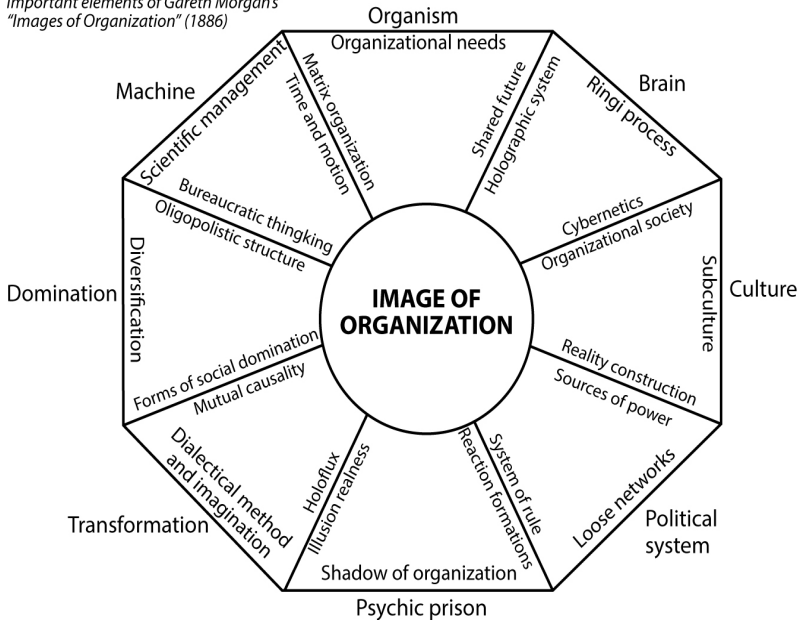 Important elements of Gareth Morgan's
"Images of Organization" (1886)
Organism
Organizational needs
Matrix organization
Shared future
Brain
Ringi process
Holographic system
Cybernetics
Culture
Subculture
Organizational society
Reality construction
Political
system
Loose networks
Sources of power
System of rule
Psychic prison
Shadow of organization
Reaction formations
Illusion realness
Transformation
Dialectical method
and imagination
Holoflux
Mutual causality
Domination
Diversification
Forms of social domination
Oligopolistic structure
Machine
Scientific management
Bureaucratic thingking
Time and motion
IMAGE OF
ORGANIZATION